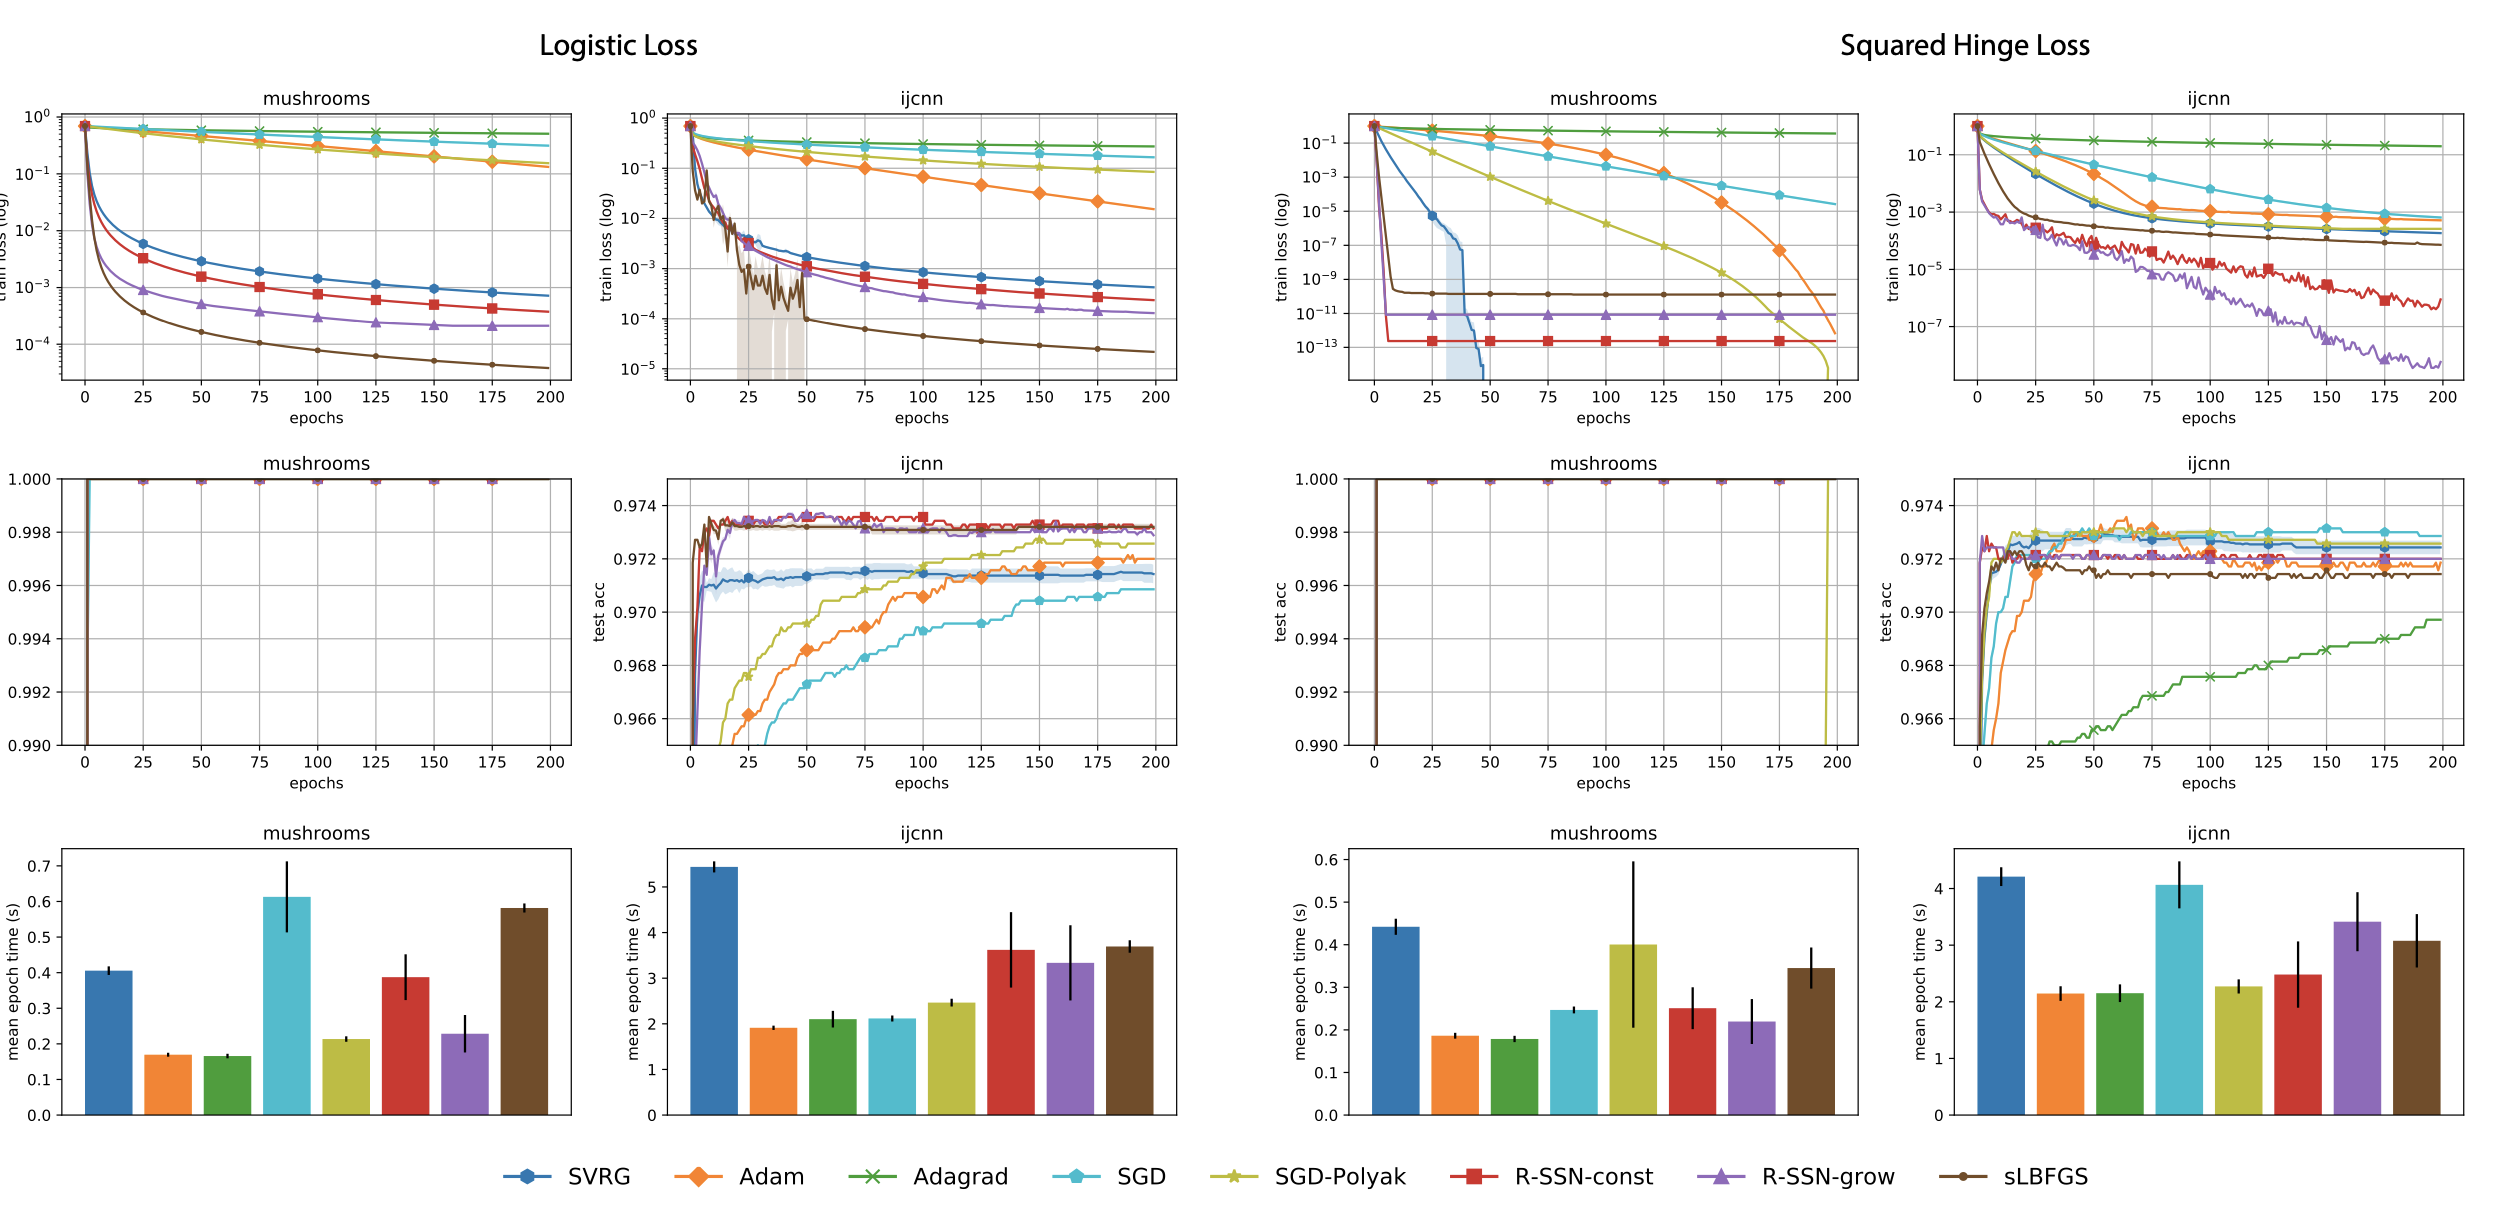 Logistic Loss
Squared Hinge Loss
mushrooms
ijcnn
mushrooms
ijcnn
train loss (log)
10⁰
10⁻¹
10⁻²
10⁻³
10⁻⁴
0 25 50 75 100 125 150 175 200
epochs
train loss (log)
10⁰
10⁻¹
10⁻²
10⁻³
10⁻⁴
10⁻⁵
0 25 50 75 100 125 150 175 200
epochs
train loss (log)
10⁻¹
10⁻³
10⁻⁵
10⁻⁷
10⁻⁹
10⁻¹¹
10⁻¹³
0 25 50 75 100 125 150 175 200
epochs
train loss (log)
10⁻¹
10⁻³
10⁻⁵
10⁻⁷
0 25 50 75 100 125 150 175 200
epochs
mushrooms
ijcnn
mushrooms
ijcnn
1.000
0.998
0.996
0.994
0.992
0.990
0 25 50 75 100 125 150 175 200
epochs
test acc
0.974
0.972
0.970
0.968
0.966
0 25 50 75 100 125 150 175 200
epochs
test acc
1.000
0.998
0.996
0.994
0.992
0.990
0 25 50 75 100 125 150 175 200
epochs
test acc
0.974
0.972
0.970
0.968
0.966
0 25 50 75 100 125 150 175 200
epochs
mushrooms
ijcnn
mushrooms
ijcnn
mean epoch time (s)
0.7
0.6
0.5
0.4
0.3
0.2
0.1
0.0
mean epoch time (s)
5
4
3
2
1
0
mean epoch time (s)
0.6
0.5
0.4
0.3
0.2
0.1
0.0
mean epoch time (s)
4
3
2
1
0
SVRG Adam Adagrad SGD SGD-Polyak R-SSN-const R-SSN-grow sLBFGS